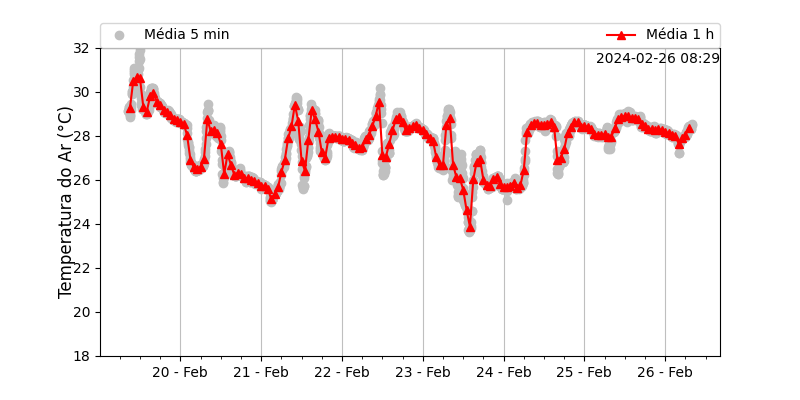 Média 5 min
Média 1 h
2024-02-26 08:29
Temperatura do Ar (°C)
32
30
28
26
24
22
20
18
20 - Feb
21 - Feb
22 - Feb
23 - Feb
24 - Feb
25 - Feb
26 - Feb